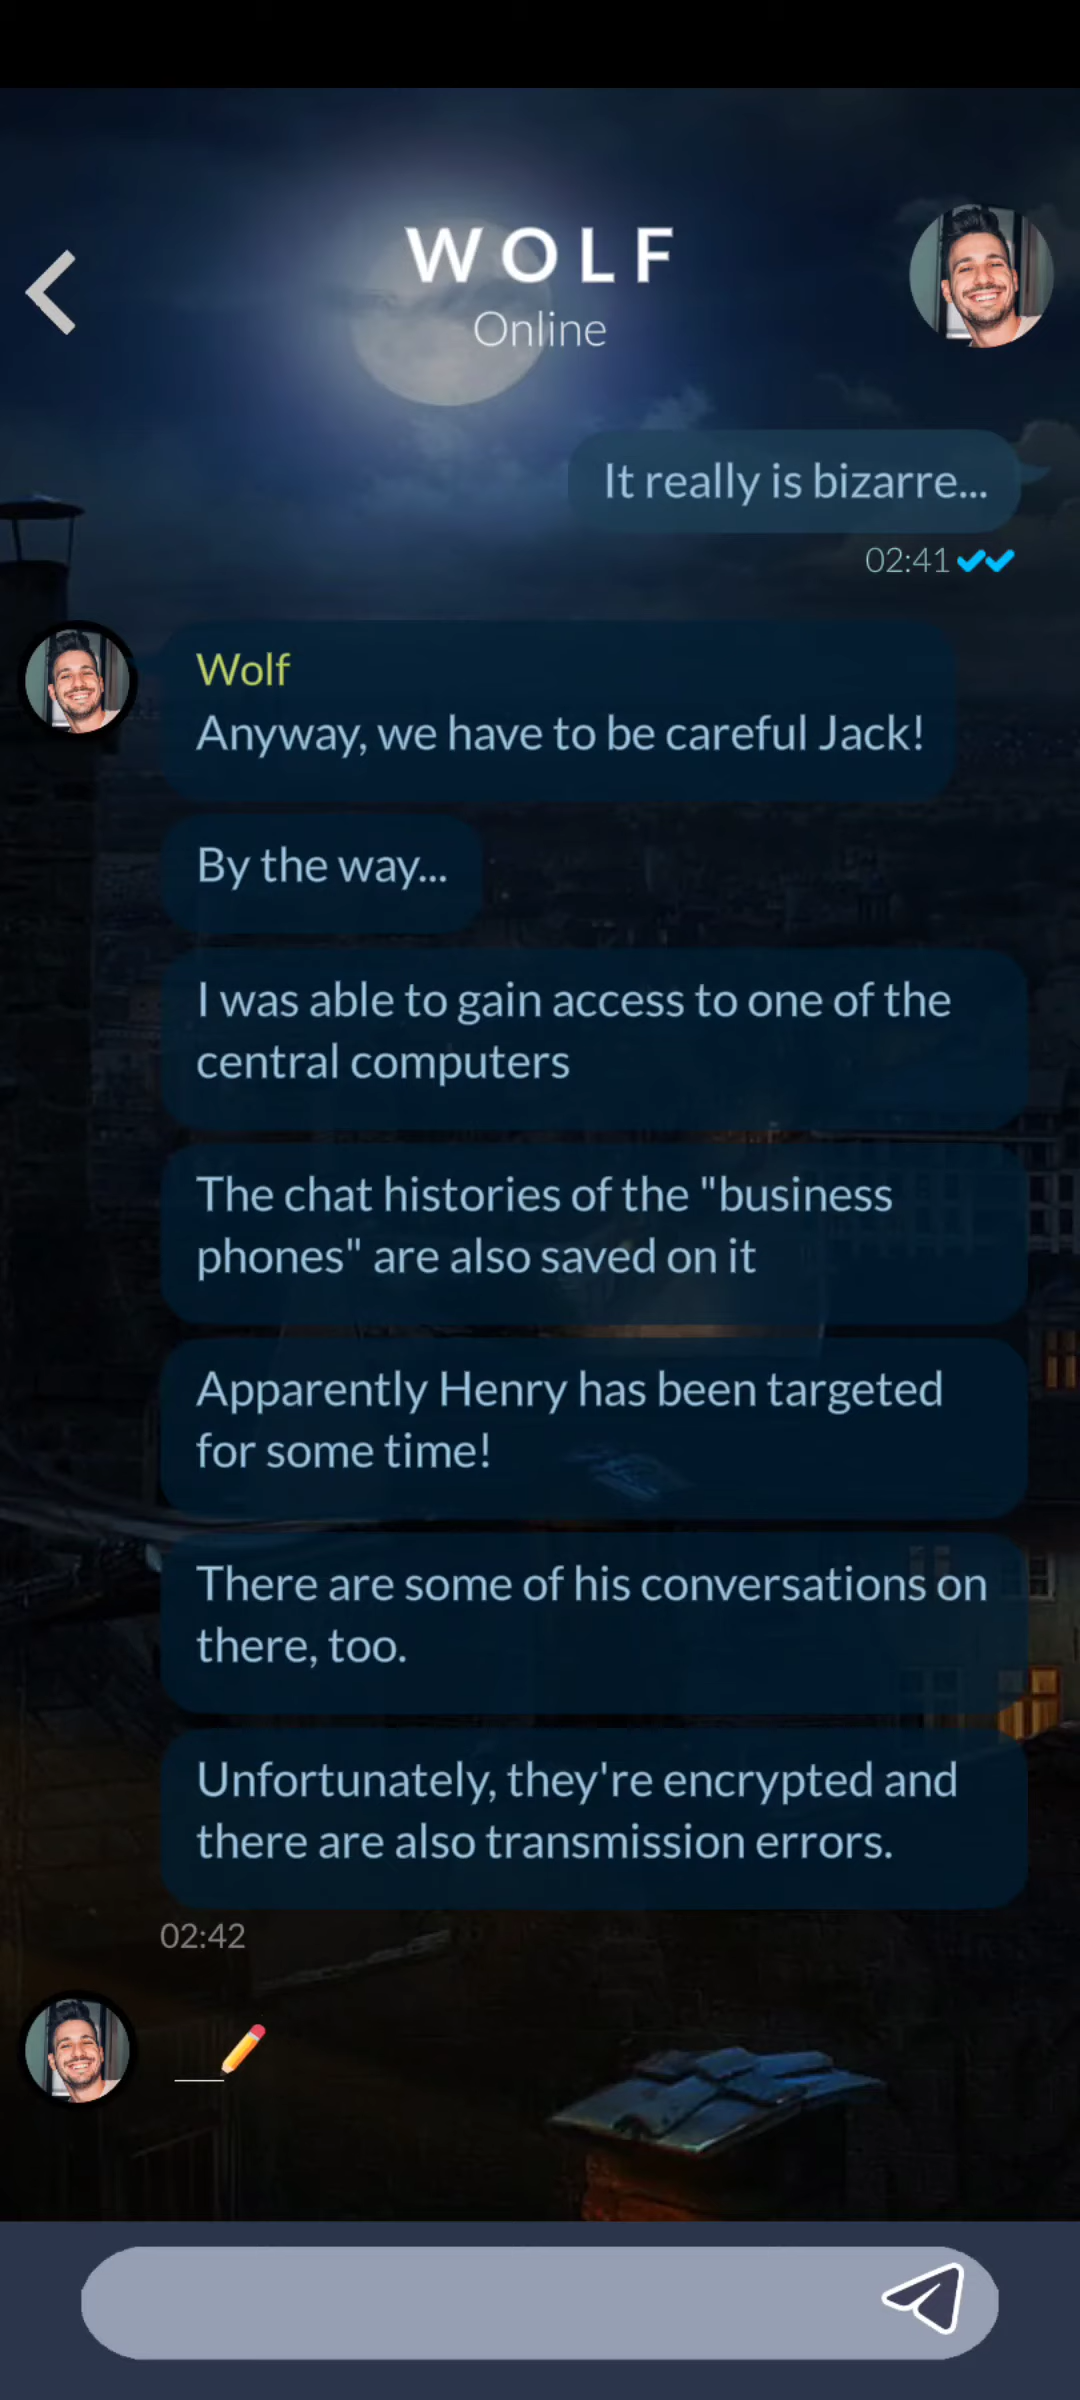 WOLF
Online
It really is bizarre...
02:41
Wolf
Anyway, we have to be careful Jack!
By the way...
I was able to gain access to one of the
central computers
The chat histories of the "business
phones" are also saved on it
Apparently Henry has been targeted
for some time!
There are some of his conversations on
there, too.
Unfortunately, they're encrypted and
there are also transmission errors.
02:42